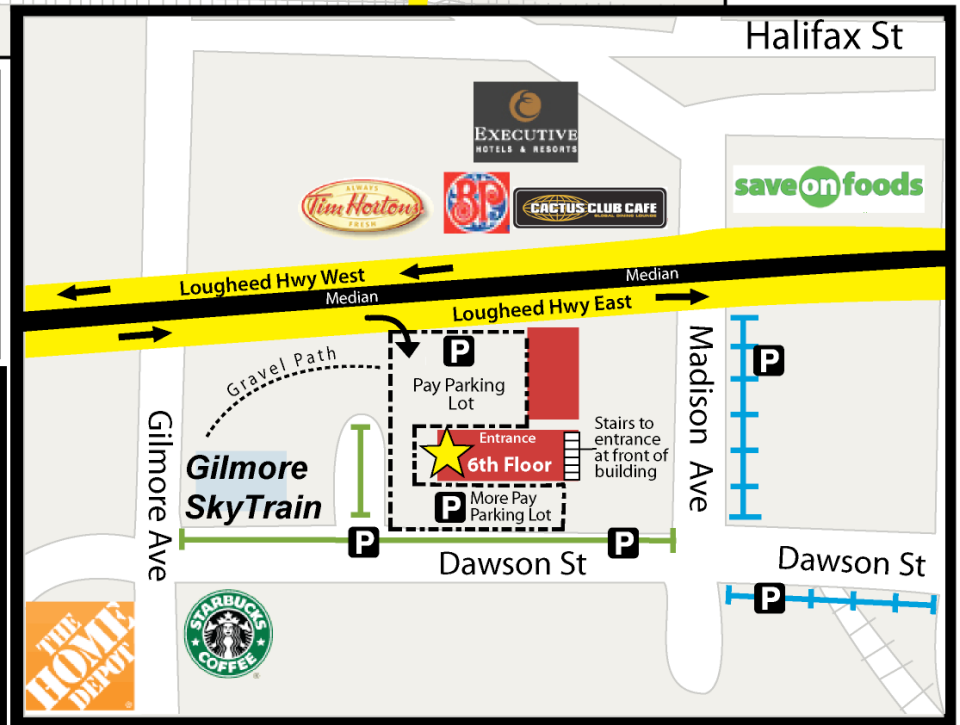 Halifax St
EXECUTIVE
HOTELS & RESORTS
ALWAYS
Tim Hortons
FRESH
BP
CACTUS CLUB CAFE
GLOBAL DINING LOUNGE
save on foods
Lougheed Hwy West
Median
Median
Lougheed Hwy East
P
Pay Parking
Lot
Gravel Path
P
Madison Ave
Gilmore Ave
Stairs to
entrance
at front of
building
Entrance
6th Floor
Gilmore
SkyTrain
P
More Pay
Parking Lot
P
P
Dawson St
Dawson St
P
THE
HOME
DEPOT
STARBUCKS
COFFEE